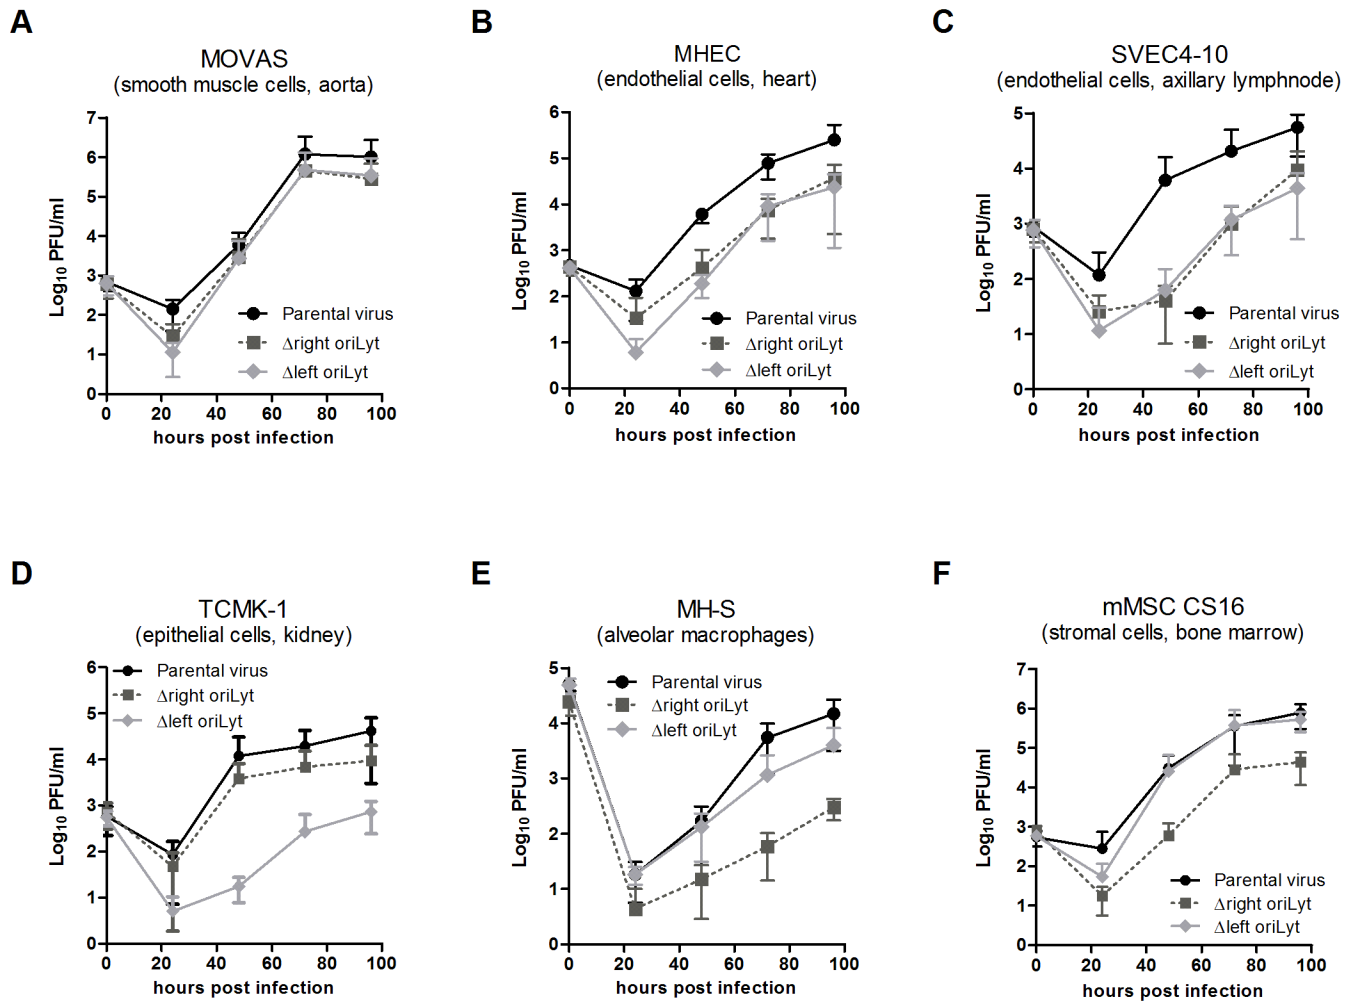 A
MOVAS
(smooth muscle cells, aorta)
7
6
5
4
3
2
1
0
Log10 PFU/ml
Parental virus
Δright oriLyt
Δleft oriLyt
0 20 40 60 80 100
hours post infection
B
MHEC
(endothelial cells, heart)
6
5
4
3
2
1
0
Log10 PFU/ml
Parental virus
Δright oriLyt
Δleft oriLyt
0 20 40 60 80 100
hours post infection
C
SVEC4-10
(endothelial cells, axillary lymphnode)
5
4
3
2
1
0
Log10 PFU/ml
Parental virus
Δright oriLyt
Δleft oriLyt
0 20 40 60 80 100
hours post infection
D
TCMK-1
(epithelial cells, kidney)
6
5
4
3
2
1
0
Log10 PFU/ml
Parental virus
Δright oriLyt
Δleft oriLyt
0 20 40 60 80 100
hours post infection
E
MH-S
(alveolar macrophages)
5
4
3
2
1
0
Log10 PFU/ml
Parental virus
Δright oriLyt
Δleft oriLyt
0 20 40 60 80 100
hours post infection
F
mMSC CS16
(stromal cells, bone marrow)
7
6
5
4
3
2
1
0
Log10 PFU/ml
Parental virus
Δright oriLyt
Δleft oriLyt
0 20 40 60 80 100
hours post infection